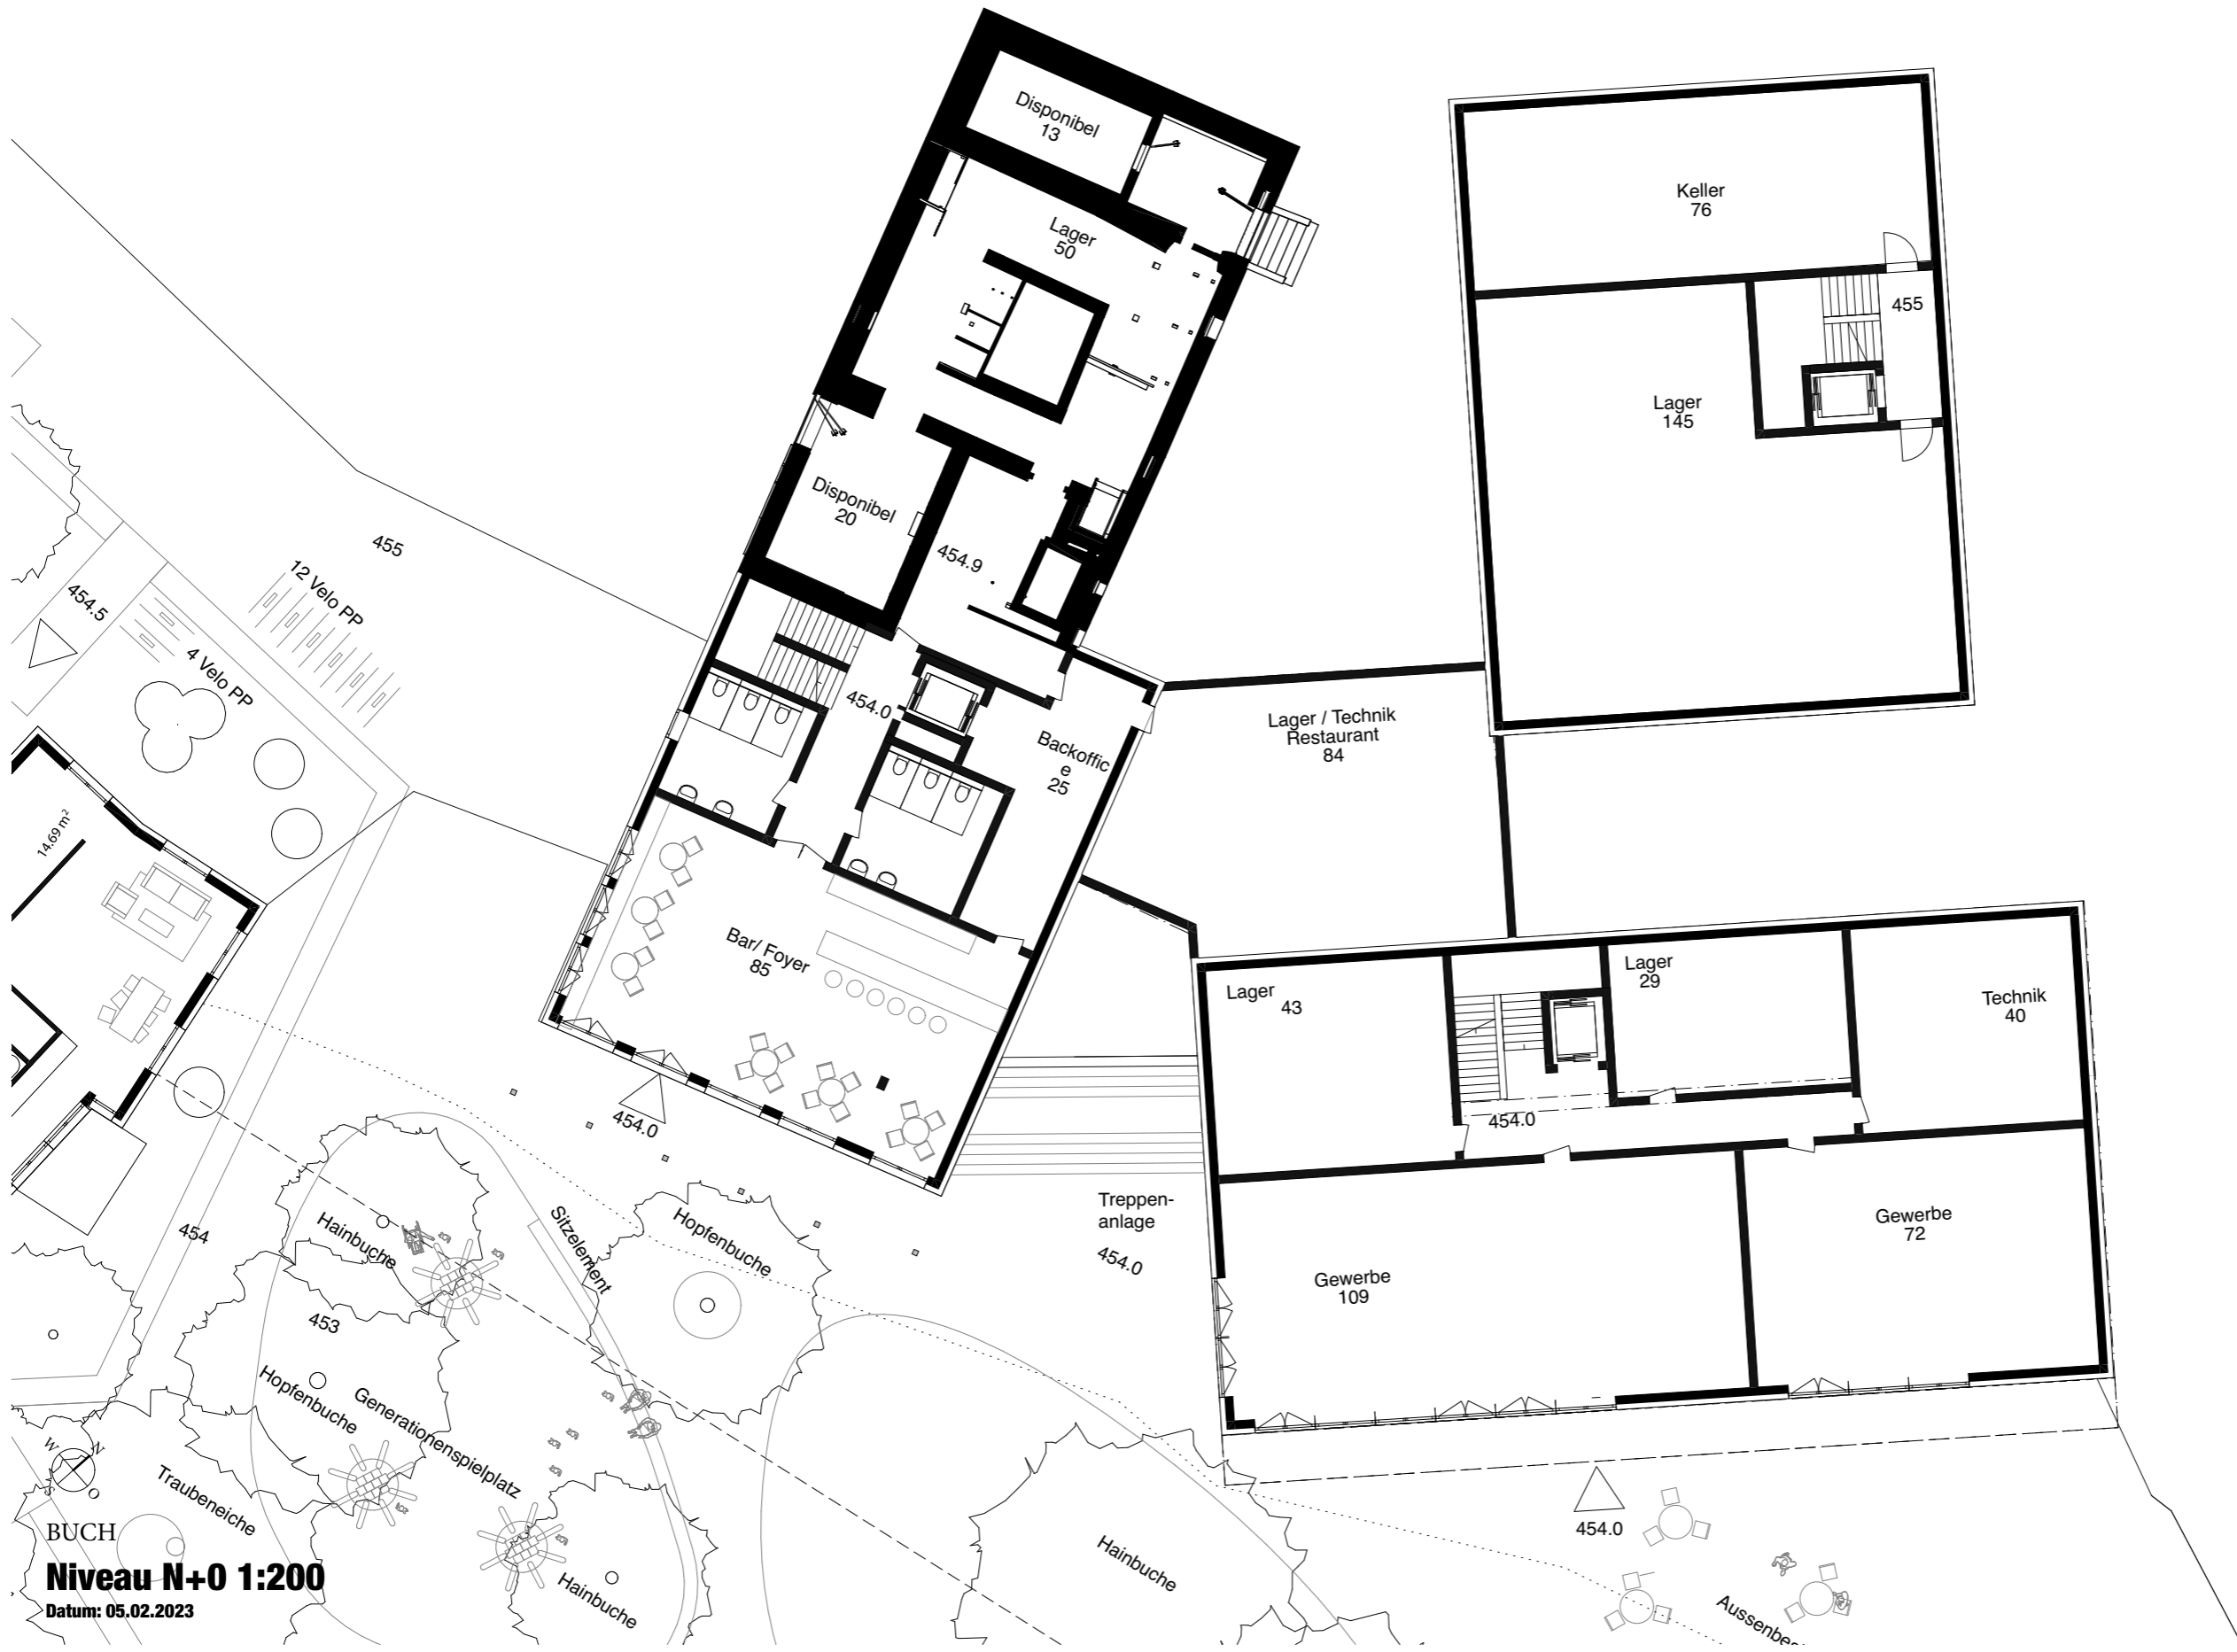 Disponibel
13
Lager
50
Keller
76
455
Lager
145
Disponibel
20
454.9
455
12 Velo PP
454.5
4 Velo PP
454.0
Backoffic
e
25
Lager / Technik
Restaurant
84
14.69 m²
Bar/ Foyer
85
Lager
43
Lager
29
Technik
40
454.0
454.0
Treppen-
anlage
454.0
Gewerbe
72
Gewerbe
109
Hainbuche
454
Sitzelement
Hopfenbuche
453
Hopfenbuche
Generationenspielplatz
W
N
S
O
Traubeneiche
Hainbuche
Hainbuche
454.0
BUCH
Niveau N+0 1:200
Datum: 05.02.2023